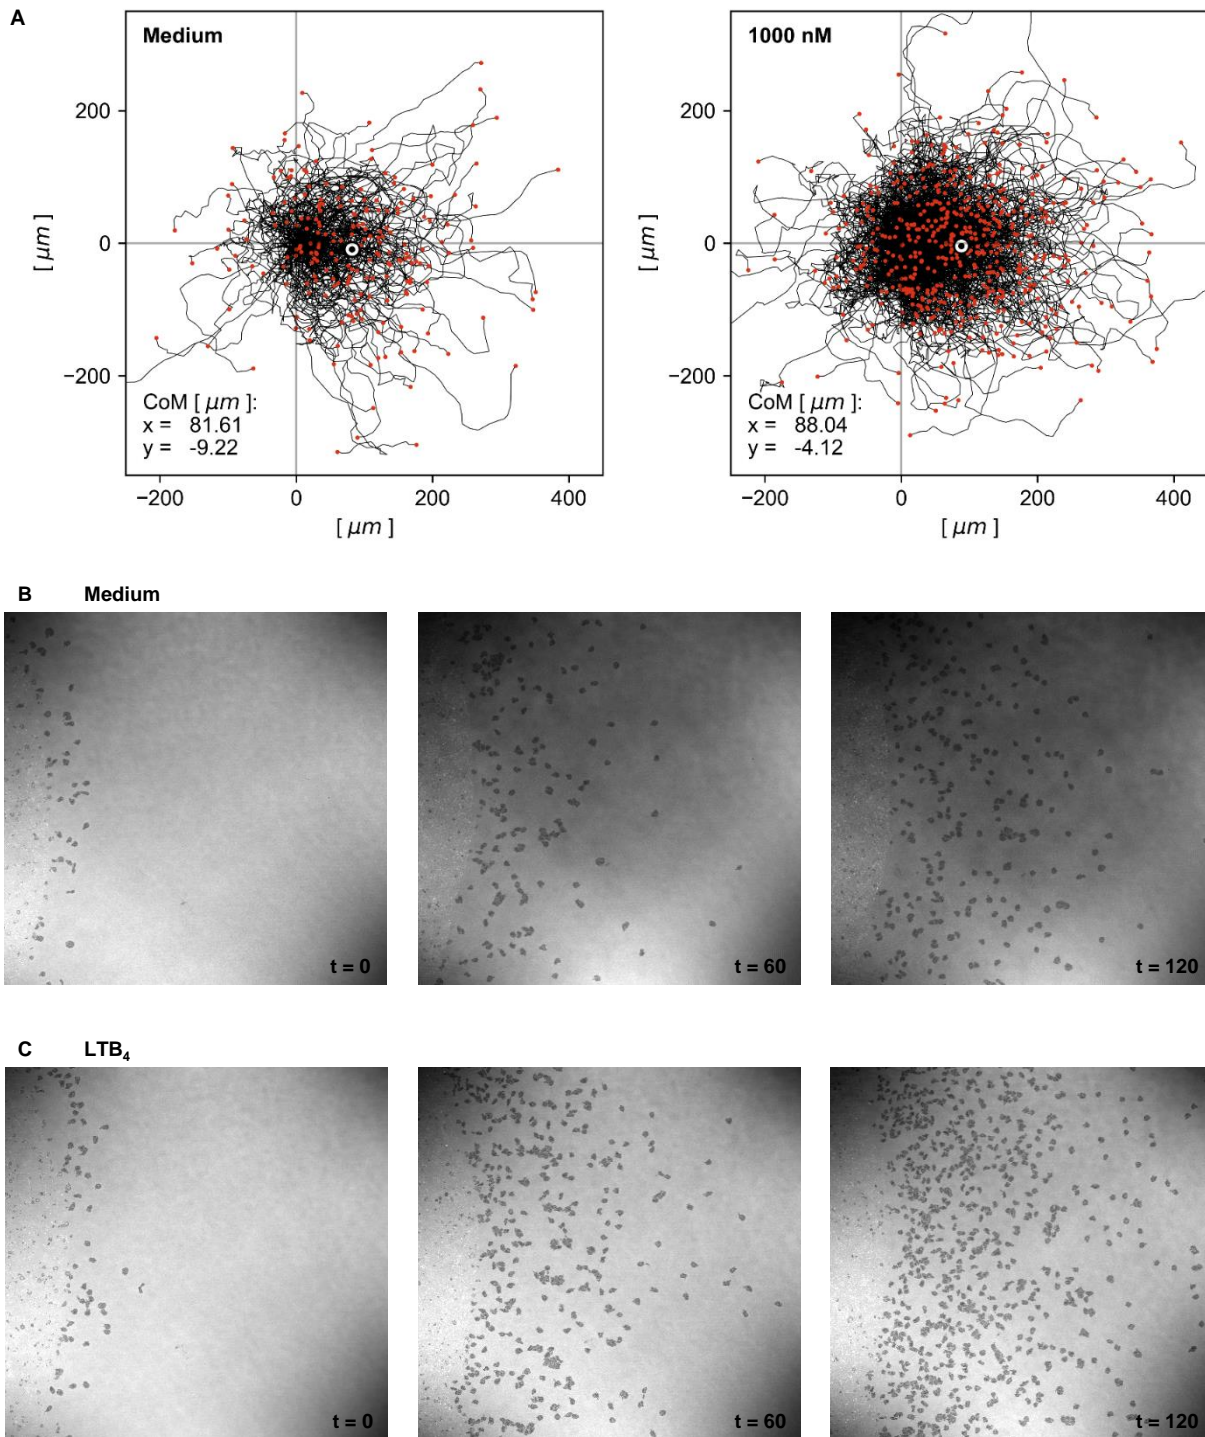 A
Medium
200
0
−200
[ µm ]
CoM [ µm ]:
x = 81.61
y = -9.22
−200 0 200 400
[ µm ]
1000 nM
200
0
−200
[ µm ]
CoM [ µm ]:
x = 88.04
y = -4.12
−200 0 200 400
[ µm ]
B Medium
t = 0
t = 60
t = 120
C LTB₄
t = 0
t = 60
t = 120